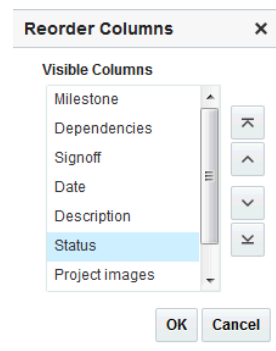 Reorder Columns
Visible Columns
Milestone
Dependencies
Signoff
Date
Description
Status
Project images
OK Cancel